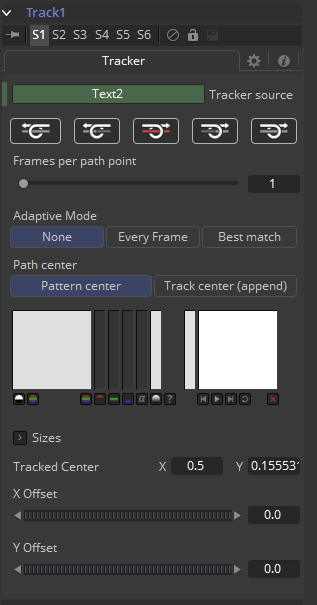 Track1
S1 S2 S3 S4 S5 S6
Tracker
Text2 Tracker source
Frames per path point
1
Adaptive Mode
None Every Frame Best match
Path center
Pattern center Track center (append)
α ?
Sizes
Tracked Center X 0.5 Y 0.155531
X Offset
0.0
Y Offset
0.0